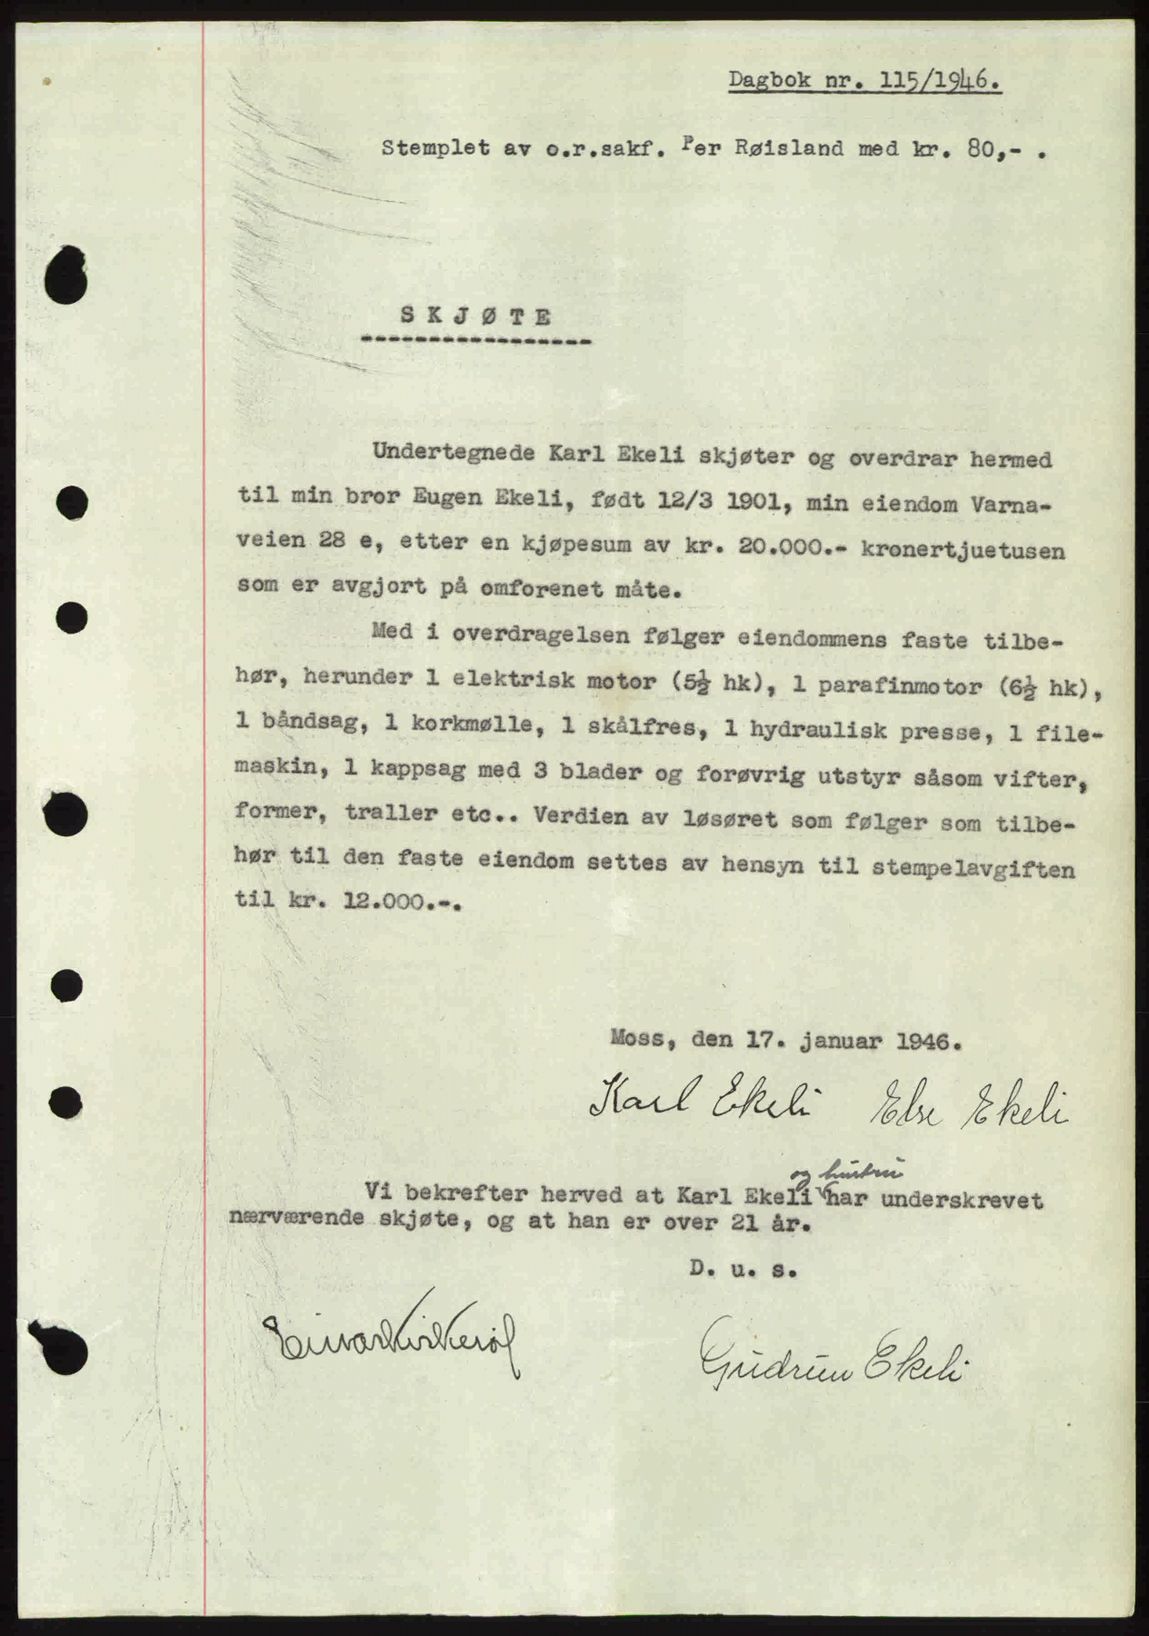 Dagbok nr. 115/1946.
Stemplet av o.r.sakf. Per Røisland med kr. 80,- .
SKJØTE
-----------------
Undertegnede Karl Ekeli skjøter og overdrar hermed
til min bror Eugen Ekeli, født 12/3 1901, min eiendom Varna-
veien 28 e, etter en kjøpesum av kr. 20.000.- kronertjuetusen
som er avgjort på omforenet måte.
Med i overdragelsen følger eiendommens faste tilbe-
hør, herunder 1 elektrisk motor (5½ hk), 1 parafinmotor (6½ hk),
1 båndsag, 1 korkmølle, 1 skålfres, 1 hydraulisk presse, 1 file-
maskin, 1 kappsag med 3 blader og forøvrig utstyr såsom vifter,
former, traller etc.. Verdien av løsøret som følger som tilbe-
hør til den faste eiendom settes av hensyn til stempelavgiften
til kr. 12.000.-.
Moss, den 17. januar 1946.
Karl Ekeli Else Ekeli
og hustru
Vi bekrefter herved at Karl Ekeli har underskrevet
nærværende skjøte, og at han er over 21 år.
D. u. s.
Einar Kirkerøl
Gudrun Ekeli